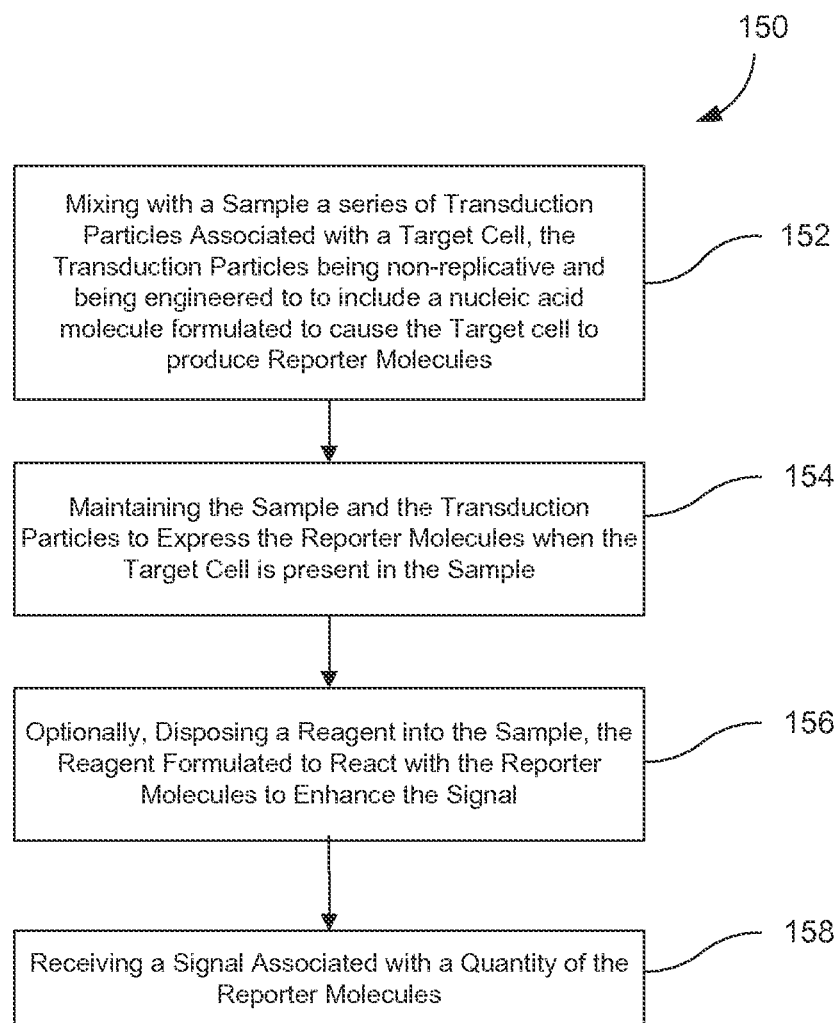 150
Mixing with a Sample a series of Transduction
Particles Associated with a Target Cell, the
Transduction Particles being non-replicative and
being engineered to to include a nucleic acid
molecule formulated to cause the Target cell to
produce Reporter Molecules
152
Maintaining the Sample and the Transduction
Particles to Express the Reporter Molecules when the
Target Cell is present in the Sample
154
Optionally, Disposing a Reagent into the Sample, the
Reagent Formulated to React with the Reporter
Molecules to Enhance the Signal
156
Receiving a Signal Associated with a Quantity of the
Reporter Molecules
158